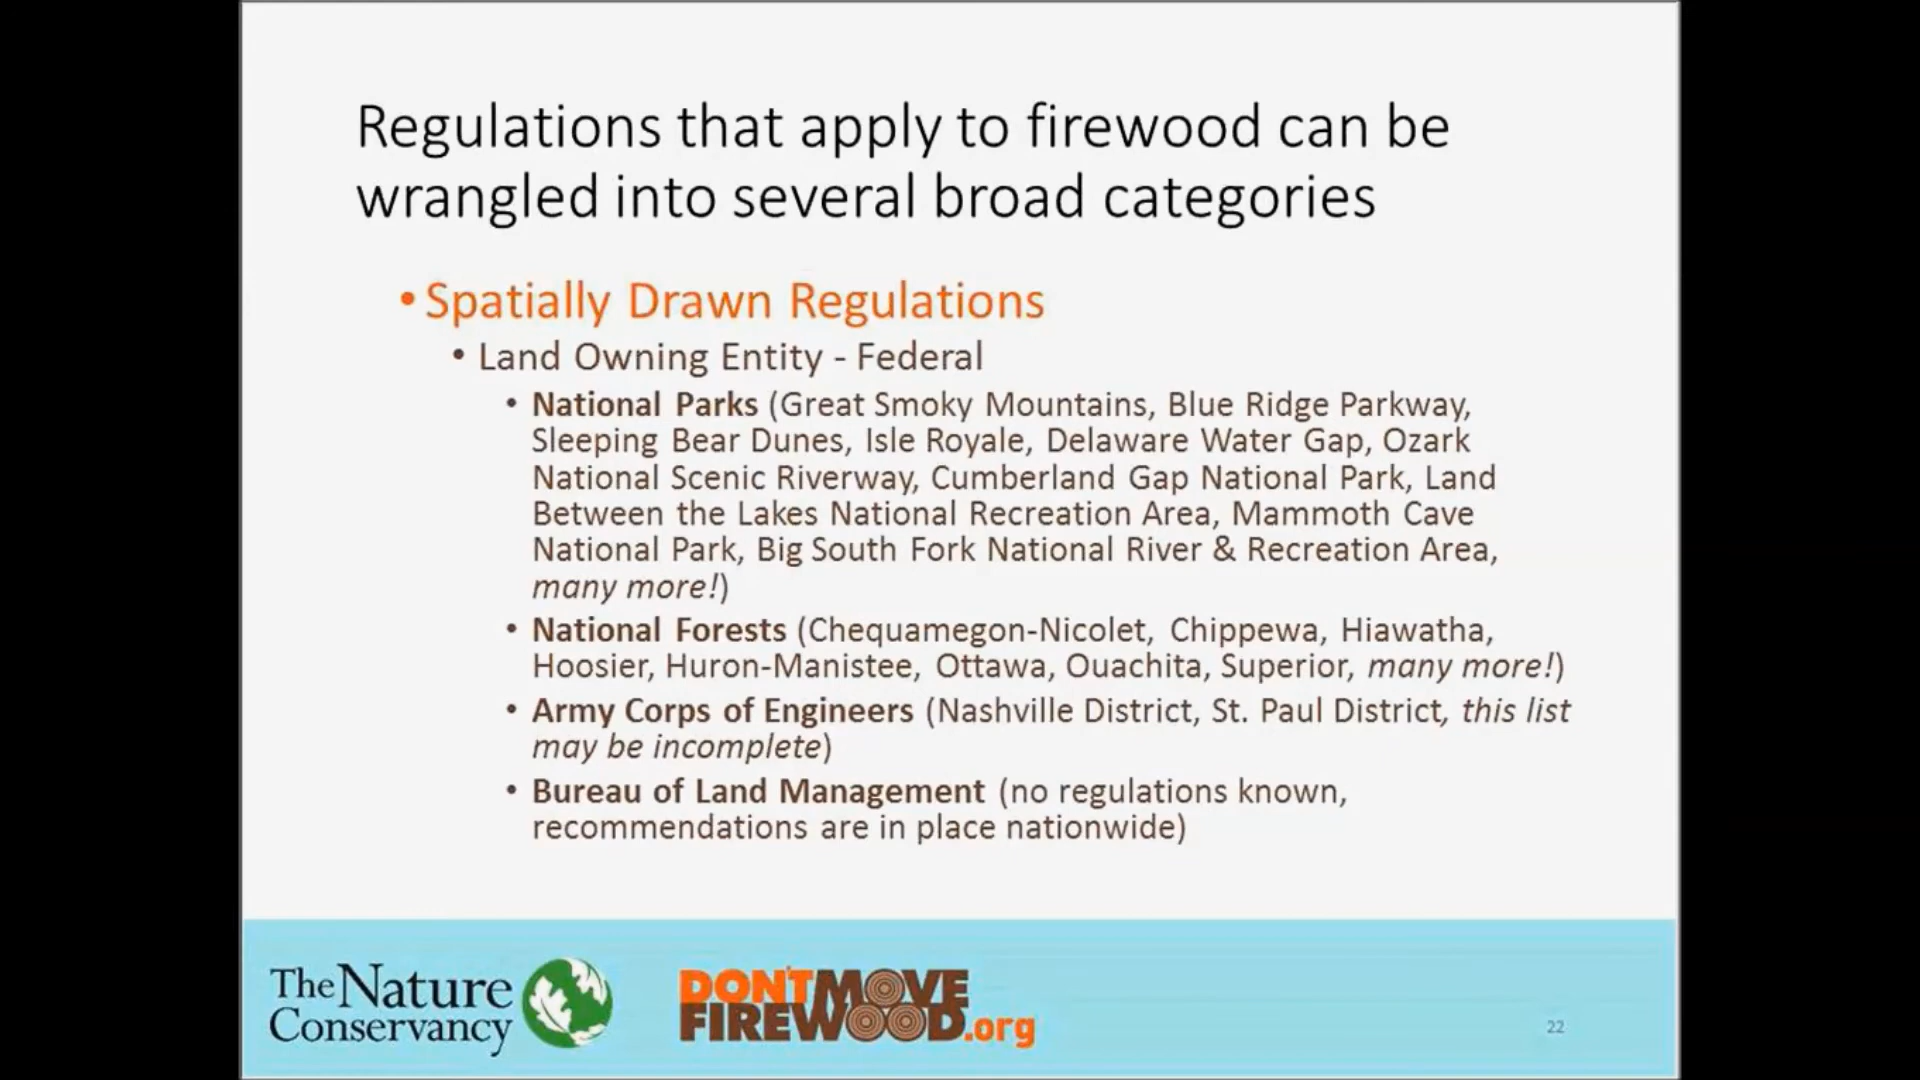 Regulations that apply to firewood can be
wrangled into several broad categories
• Spatially Drawn Regulations
• Land Owning Entity - Federal
• National Parks (Great Smoky Mountains, Blue Ridge Parkway,
Sleeping Bear Dunes, Isle Royale, Delaware Water Gap, Ozark
National Scenic Riverway, Cumberland Gap National Park, Land
Between the Lakes National Recreation Area, Mammoth Cave
National Park, Big South Fork National River & Recreation Area,
many more!)
• National Forests (Chequamegon-Nicolet, Chippewa, Hiawatha,
Hoosier, Huron-Manistee, Ottawa, Ouachita, Superior, many more!)
• Army Corps of Engineers (Nashville District, St. Paul District, this list
may be incomplete)
• Bureau of Land Management (no regulations known,
recommendations are in place nationwide)
The Nature
Conservancy
DON'T MOVE
FIREWOOD.org
22